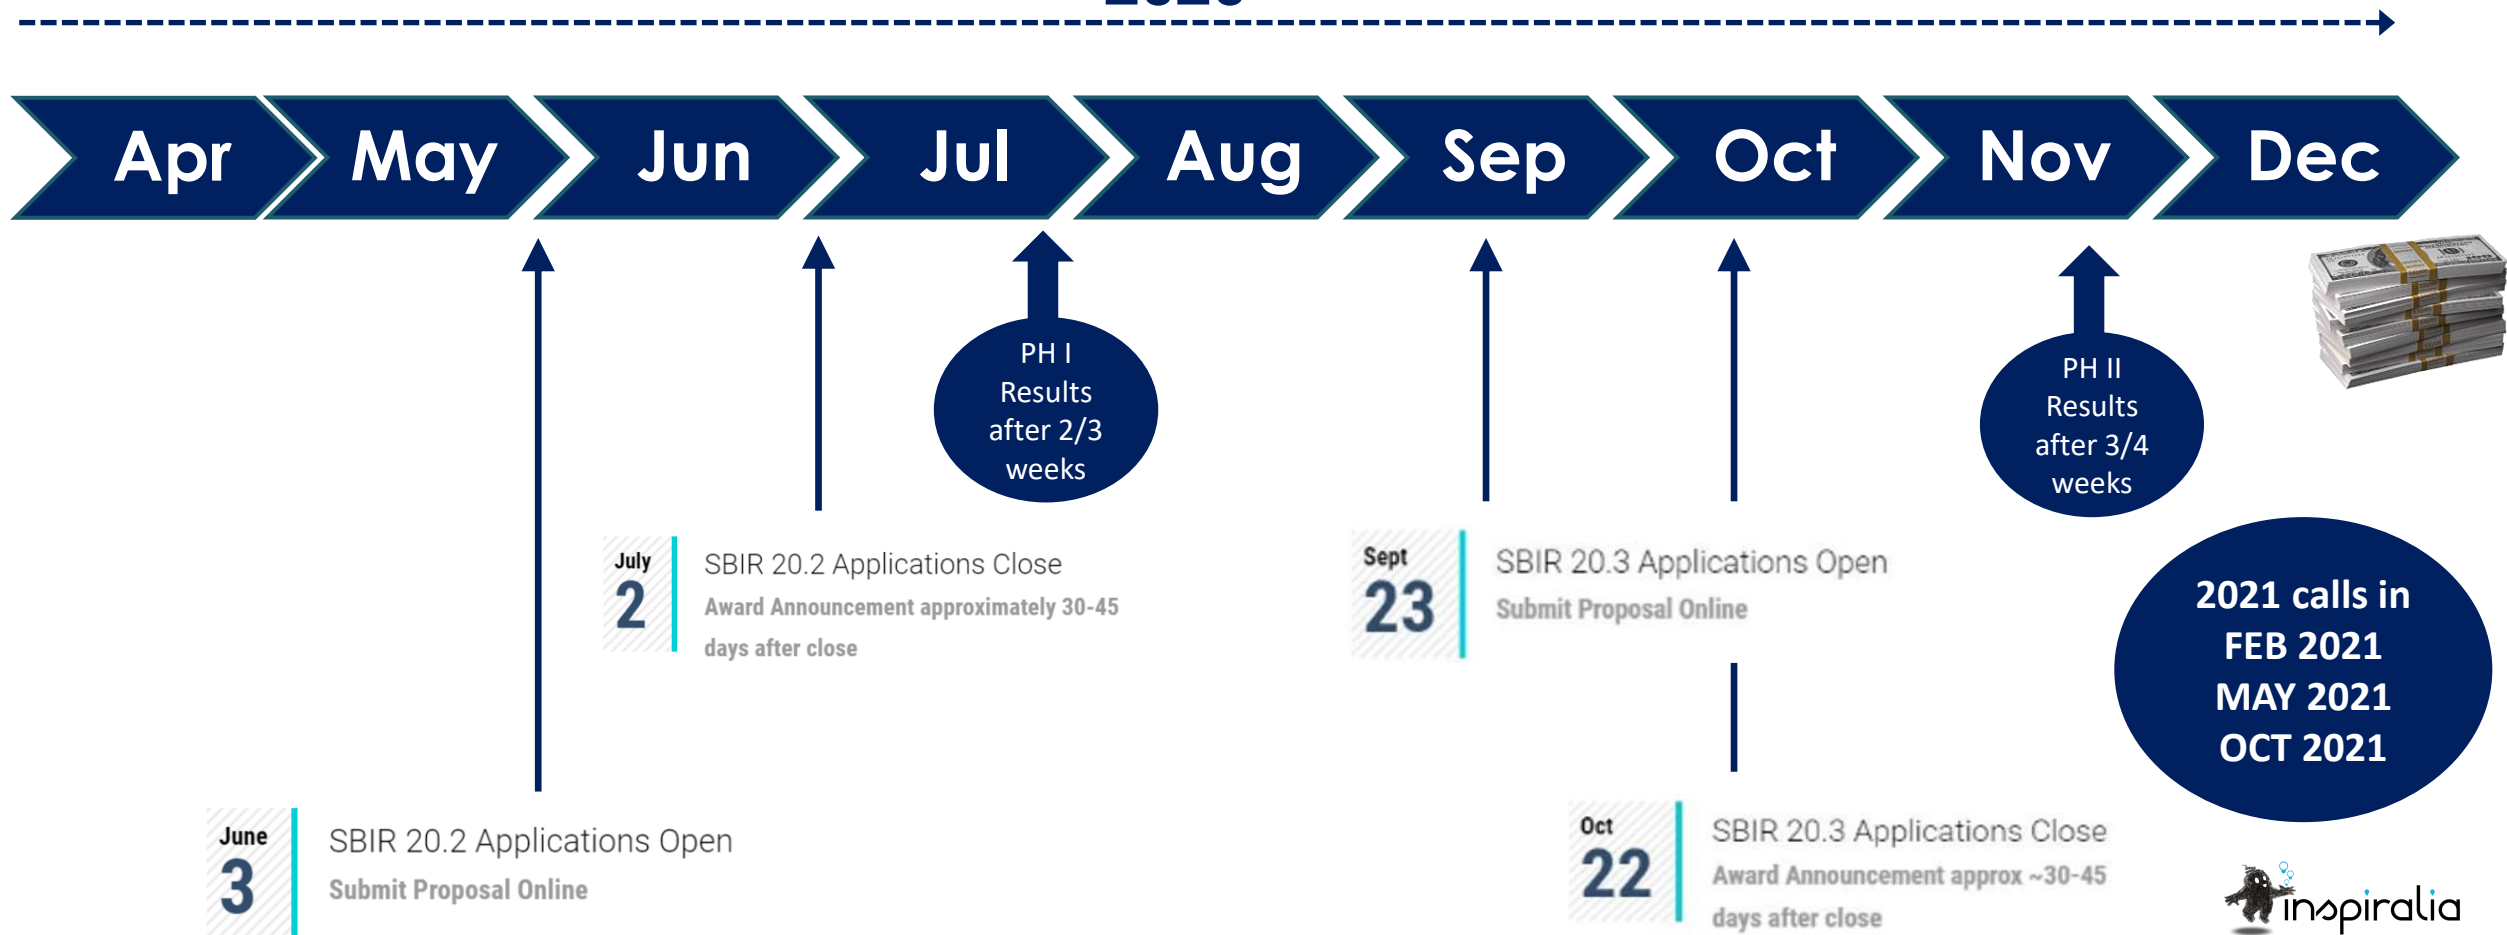 Apr May Jun Jul Aug Sep Oct Nov Dec
PH I
Results
after 2/3
weeks
PH II
Results
after 3/4
weeks
July
2
SBIR 20.2 Applications Close
Award Announcement approximately 30-45
days after close
Sept
23
SBIR 20.3 Applications Open
Submit Proposal Online
2021 calls in
FEB 2021
MAY 2021
OCT 2021
June
3
SBIR 20.2 Applications Open
Submit Proposal Online
Oct
22
SBIR 20.3 Applications Close
Award Announcement approx ~30-45
days after close
inspiralia